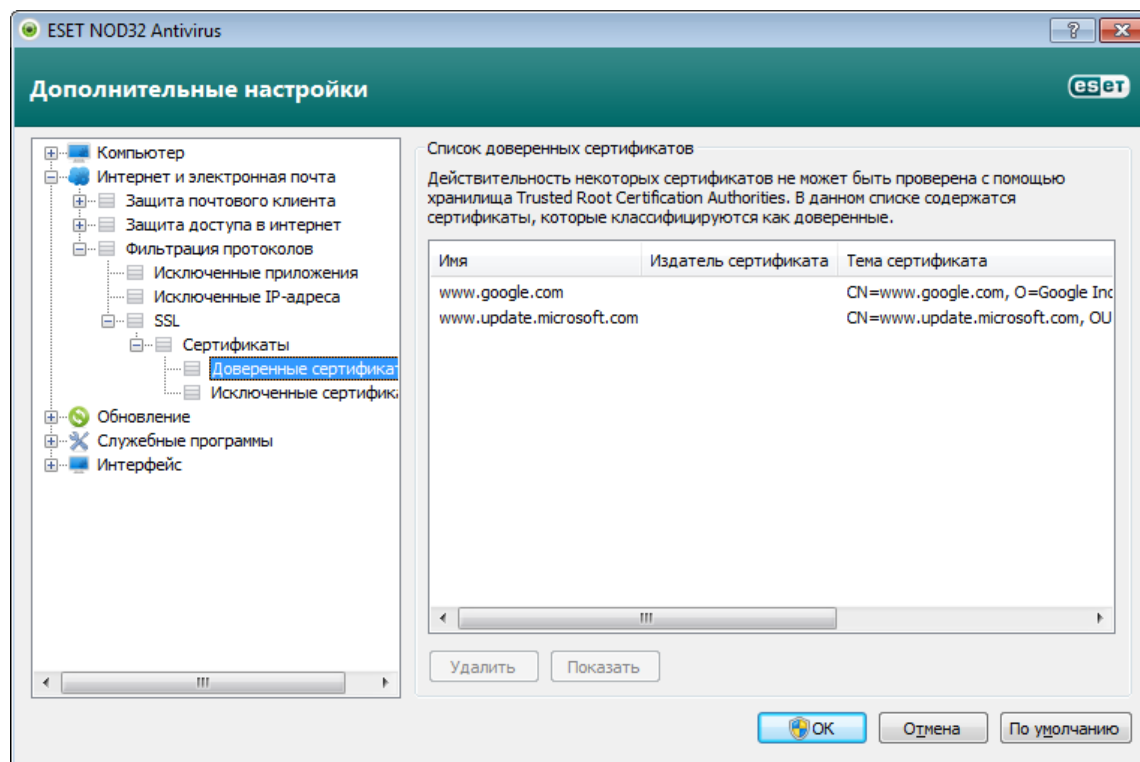 ESET NOD32 Antivirus
Дополнительные настройки
eset
Компьютер
Интернет и электронная почта
Защита почтового клиента
Защита доступа в интернет
Фильтрация протоколов
Исключенные приложения
Исключенные IP-адреса
SSL
Сертификаты
Доверенные сертификат
Исключенные сертифик
Обновление
Служебные программы
Интерфейс
Список доверенных сертификатов
Действительность некоторых сертификатов не может быть проверена с помощью
хранилища Trusted Root Certification Authorities. В данном списке содержатся
сертификаты, которые классифицируются как доверенные.
Имя Издатель сертификата Тема сертификата
www.google.com CN=www.google.com, O=Google Inc
www.update.microsoft.com CN=www.update.microsoft.com, OU
Удалить Показать
ОК Отмена По умолчанию